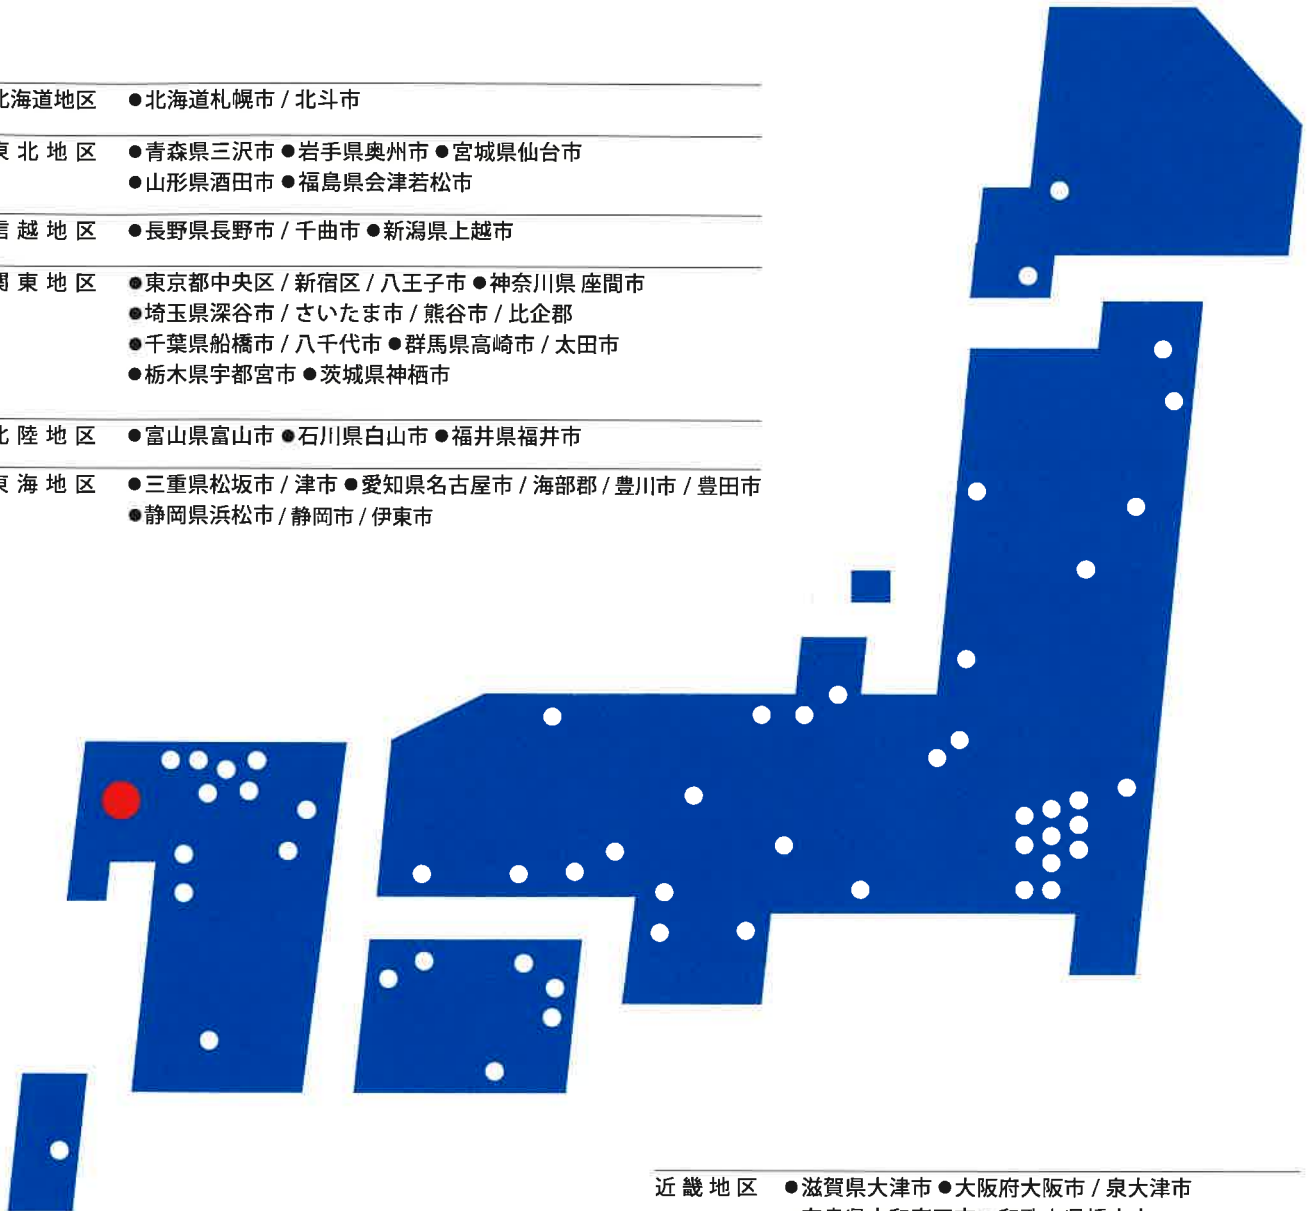 海道地区 ●北海道札幌市 / 北斗市
東 北 地 区 ●青森県三沢市 ●岩手県奥州市 ●宮城県仙台市
●山形県酒田市 ●福島県会津若松市
信 越 地 区 ●長野県長野市 / 千曲市 ●新潟県上越市
関 東 地 区 ●東京都中央区 / 新宿区 / 八王子市 ●神奈川県 座間市
●埼玉県深谷市 / さいたま市 / 熊谷市 / 比企郡
●千葉県船橋市 / 八千代市 ●群馬県高崎市 / 太田市
●栃木県宇都宮市 ●茨城県神栖市
北 陸 地 区 ●富山県富山市 ●石川県白山市 ●福井県福井市
東 海 地 区 ●三重県松坂市 / 津市 ●愛知県名古屋市 / 海部郡 / 豊川市 / 豊田市
●静岡県浜松市 / 静岡市 / 伊東市
近 畿 地 区 ●滋賀県大津市 ●大阪府大阪市 / 泉大津市